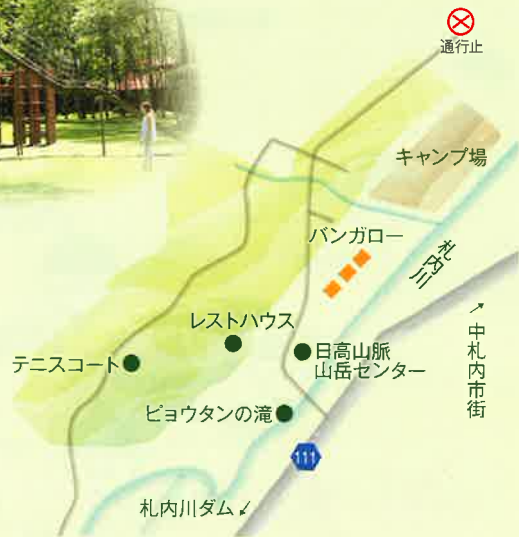 通行止
キャンプ場
バンガロー
札内川
レストハウス
日高山脈
山岳センター
テニスコート
↗
中札内市街
ピョウタンの滝
111
札内川ダム↙